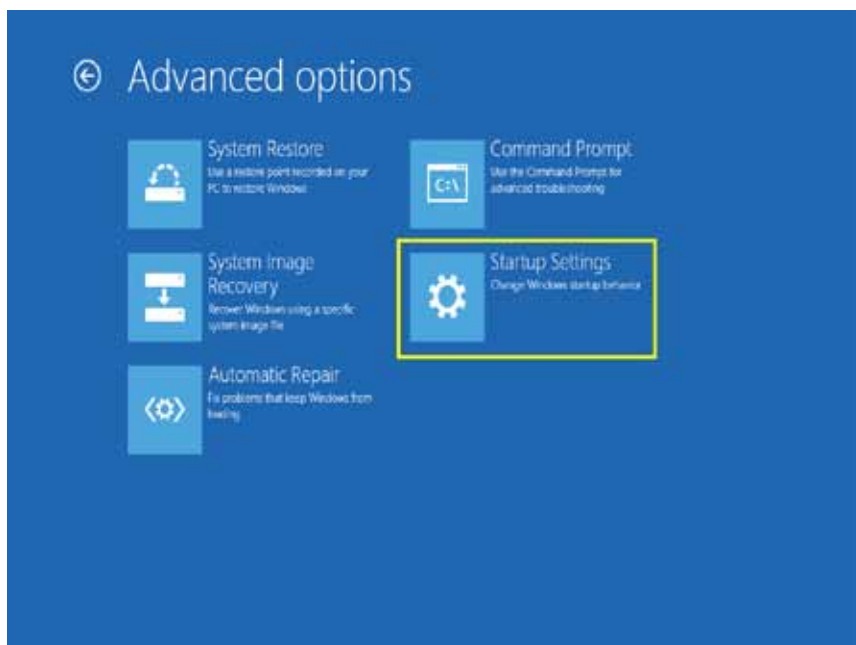 Advanced options
System Restore
Use a restore point recorded on your
PC to restore Windows
Command Prompt
C:\
Use the Command Prompt for
advanced troubleshooting
System Image
Recovery
Recover Windows using a specific
system image file
Startup Settings
Change Windows startup behavior
Automatic Repair
Fix problems that keep Windows from
loading